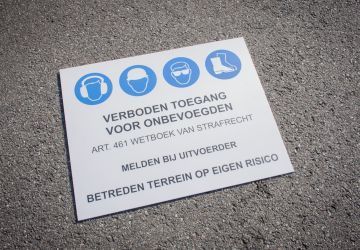 VERBODEN TOEGANG
VOOR ONBEVOEGDEN
ART. 461 WETBOEK VAN STRAFRECHT
MELDEN BIJ UITVOERDER
BETREDEN TERREIN OP EIGEN RISICO